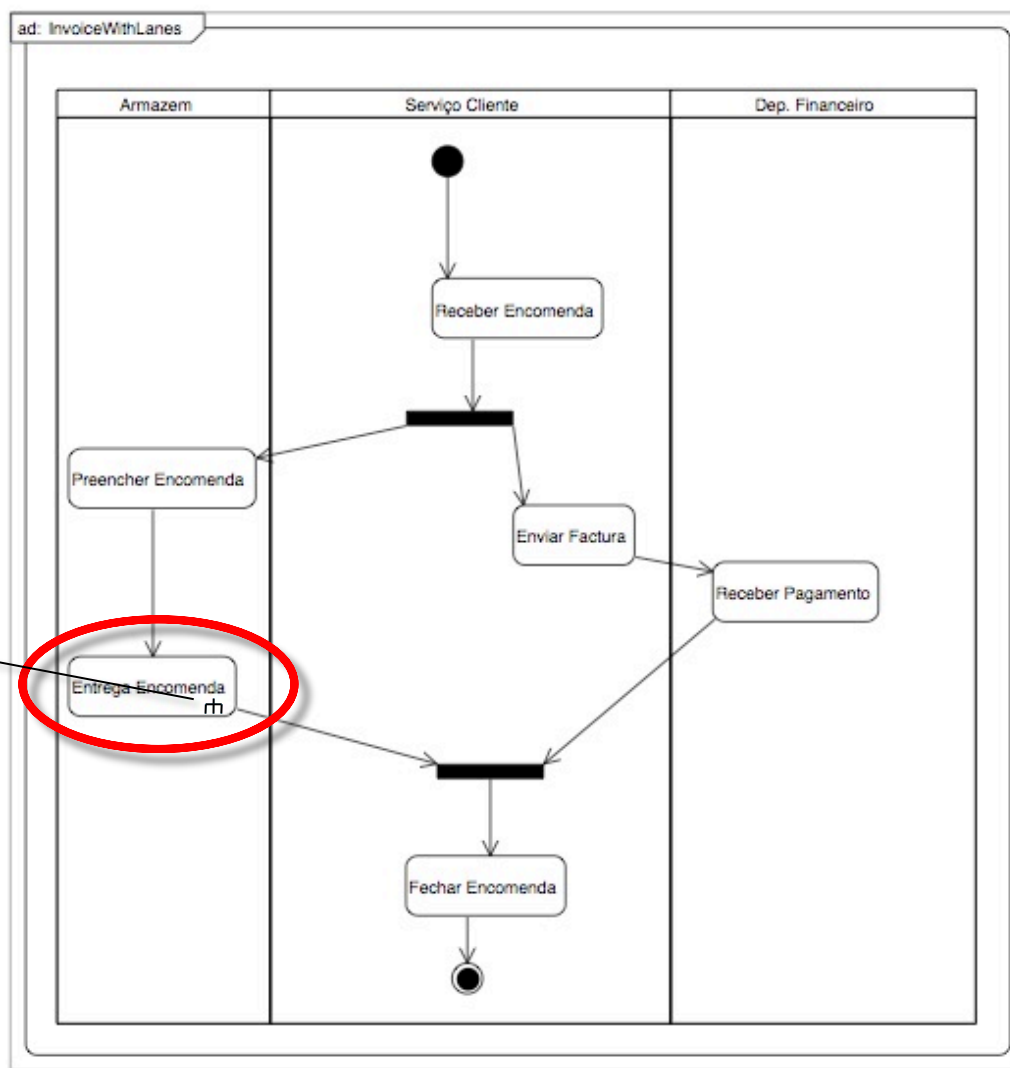 ad: InvoiceWithLanes
Armazem
Serviço Cliente
Dep. Financeiro
Receber Encomenda
Preencher Encomenda
Enviar Factura
Receber Pagamento
Entrega Encomenda
Fechar Encomenda